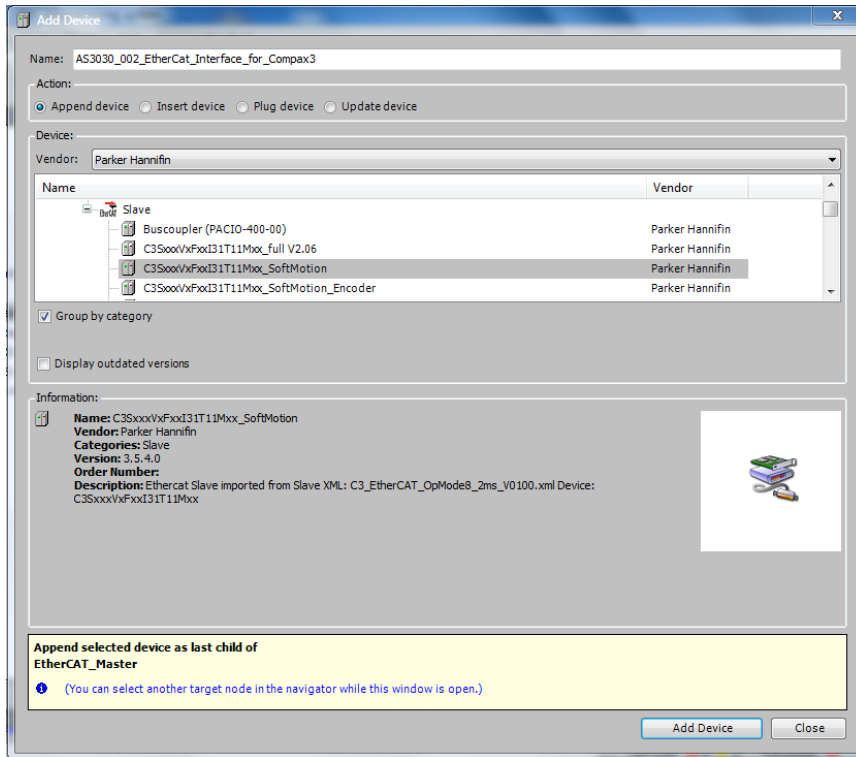 Add Device
X
Name: AS3030_002_EtherCat_Interface_for_Compax3
Action:
Append device Insert device Plug device Update device
Device:
Vendor: Parker Hannifin
Name Vendor
EtherCAT Slave
Buscoupler (PACIO-400-00) Parker Hannifin
C3SxxxVxFxxI31T11Mxx_full V2.06 Parker Hannifin
C3SxxxVxFxxI31T11Mxx_SoftMotion Parker Hannifin
C3SxxxVxFxxI31T11Mxx_SoftMotion_Encoder Parker Hannifin
Group by category
Display outdated versions
Information:
Name: C3SxxxVxFxxI31T11Mxx_SoftMotion
Vendor: Parker Hannifin
Categories: Slave
Version: 3.5.4.0
Order Number:
Description: Ethercat Slave imported from Slave XML: C3_EtherCAT_OpMode8_2ms_V0100.xml Device:
C3SxxxVxFxxI31T11Mxx
Append selected device as last child of
EtherCAT_Master
(You can select another target node in the navigator while this window is open.)
Add Device Close